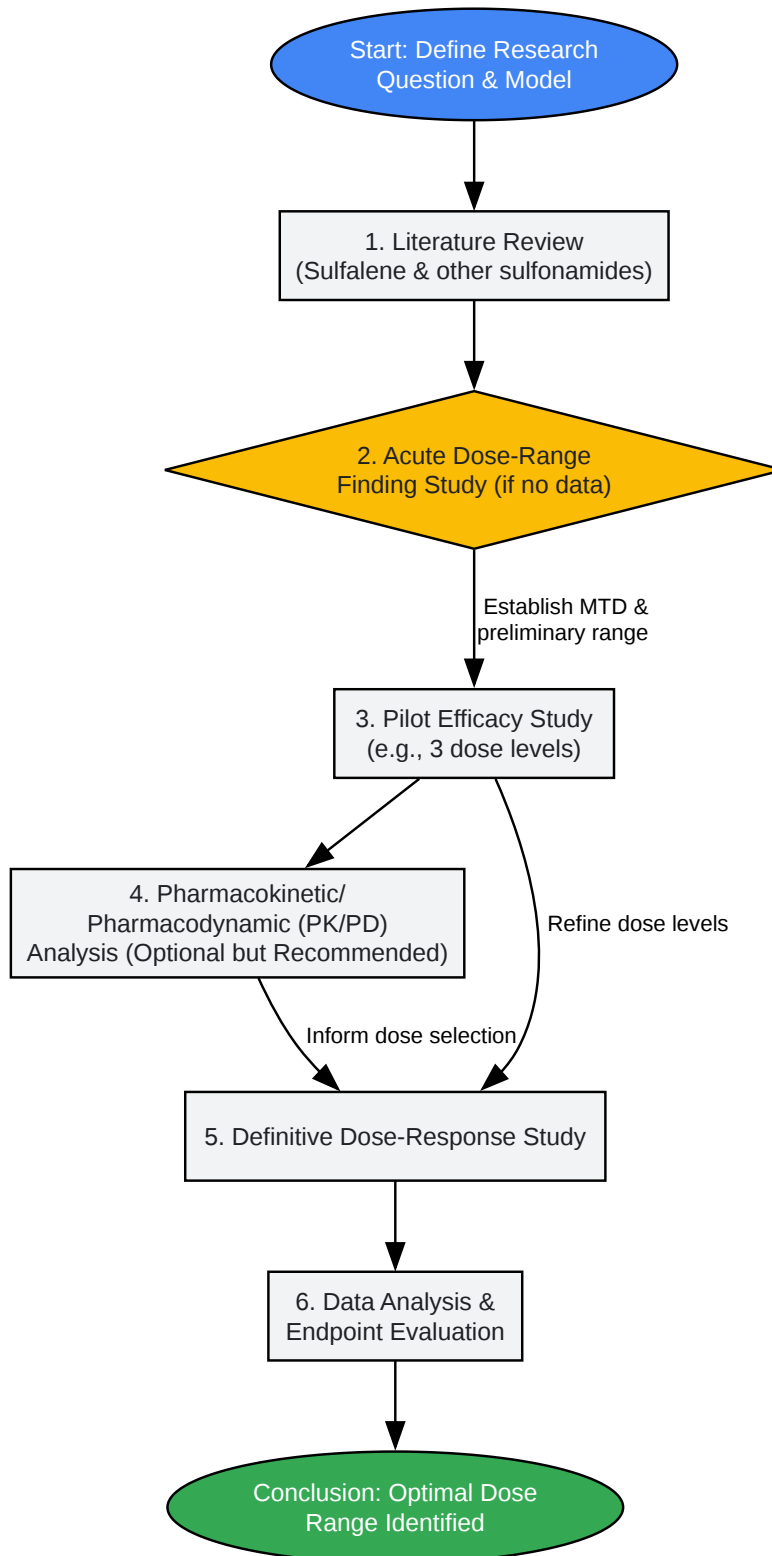 Start: Define Research
Question & Model
1. Literature Review
(Sulfalene & other sulfonamides)
2. Acute Dose-Range
Finding Study (if no data)
Establish MTD &
preliminary range
3. Pilot Efficacy Study
(e.g., 3 dose levels)
4. Pharmacokinetic/
Pharmacodynamic (PK/PD)
Analysis (Optional but Recommended)
Refine dose levels
Inform dose selection
5. Definitive Dose-Response Study
6. Data Analysis &
Endpoint Evaluation
Conclusion: Optimal Dose
Range Identified